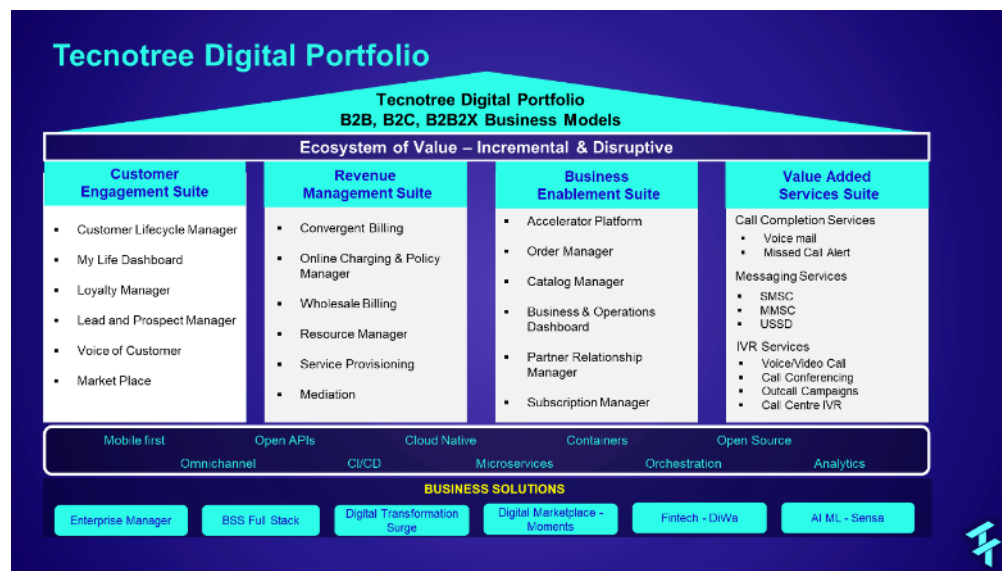 Tecnotree Digital Portfolio
Tecnotree Digital Portfolio
B2B, B2C, B2B2X Business Models
Ecosystem of Value – Incremental & Disruptive
Customer
Engagement Suite
▪ Customer Lifecycle Manager
▪ My Life Dashboard
▪ Loyalty Manager
▪ Lead and Prospect Manager
▪ Voice of Customer
▪ Market Place
Revenue
Management Suite
▪ Convergent Billing
▪ Online Charging & Policy
Manager
▪ Wholesale Billing
▪ Resource Manager
▪ Service Provisioning
▪ Mediation
Business
Enablement Suite
▪ Accelerator Platform
▪ Order Manager
▪ Catalog Manager
▪ Business & Operations
Dashboard
▪ Partner Relationship
Manager
▪ Subscription Manager
Value Added
Services Suite
Call Completion Services
▪ Voice mail
▪ Missed Call Alert
Messaging Services
▪ SMSC
▪ MMSC
▪ USSD
IVR Services
▪ Voice/Video Call
▪ Call Conferencing
▪ Outcall Campaigns
▪ Call Centre IVR
Mobile first Open APIs Cloud Native Containers Open Source
Omnichannel CI/CD Microservices Orchestration Analytics
BUSINESS SOLUTIONS
Enterprise Manager
BSS Full Stack
Digital Transformation
Surge
Digital Marketplace -
Moments
Fintech - DiWa
AI ML - Sensa